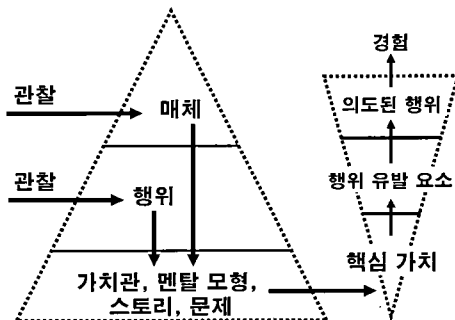 관찰
매체
관찰
행위
가치관, 멘탈 모형,
스토리, 문제
경험
의도된 행위
행위 유발 요소
핵심 가치